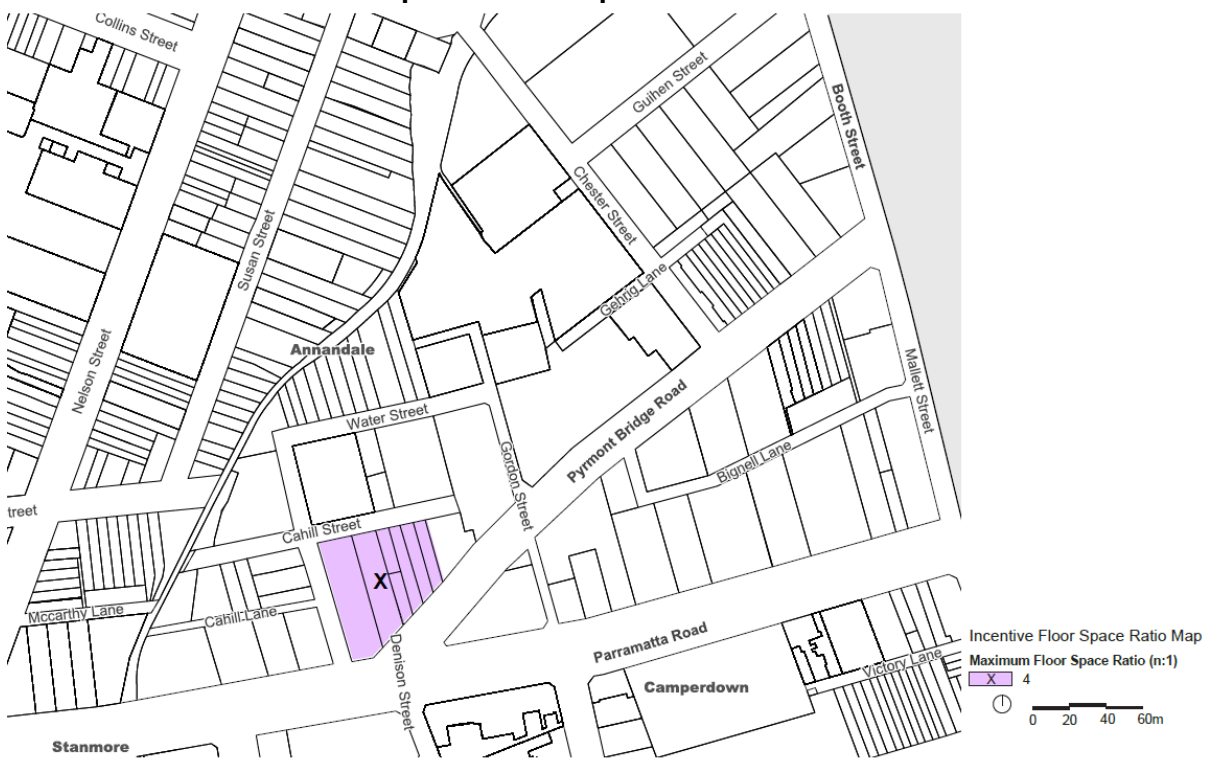 Collins Street
Guihen Street
Booth Street
Chester Street
Susan Street
Gehrig Lane
Annandale
Nelson Street
Mallett Street
Water Street
Pyrmont Bridge Road
Gordon Street
Bignell Lane
treet
7
Cahill Street
X
Mccarthy Lane
Cahill Lane
Denison Street
Parramatta Road
Victory Lane
Camperdown
Stanmore
Incentive Floor Space Ratio Map
Maximum Floor Space Ratio (n:1)
X 4
0 20 40 60m